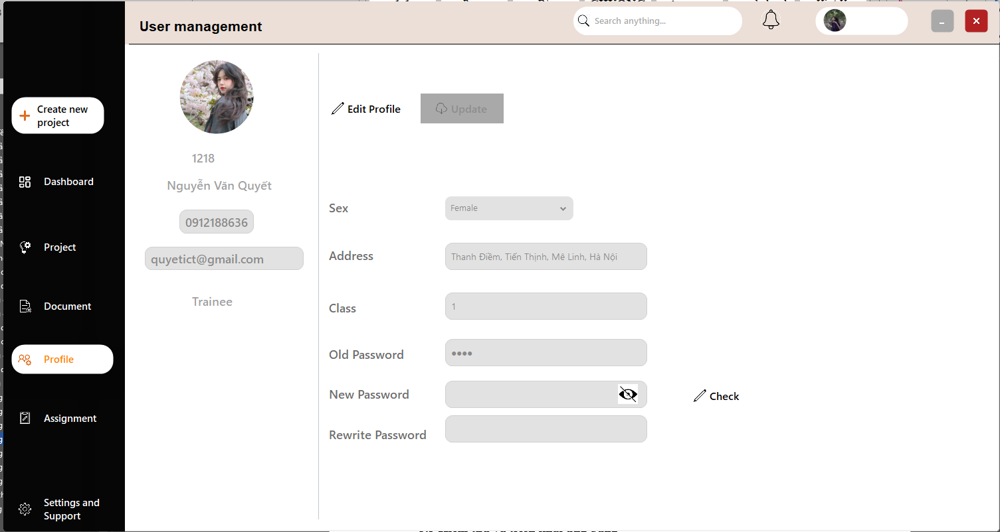 User management
Search anything...
Create new
project
Dashboard
Project
Document
Profile
Assignment
Settings and
Support
1218
Nguyễn Văn Quyết
0912188636
quyetict@gmail.com
Trainee
Edit Profile
Update
Sex
Female
Address
Thanh Điềm, Tiến Thịnh, Mê Linh, Hà Nội
Class
1
Old Password
••••
New Password
Check
Rewrite Password